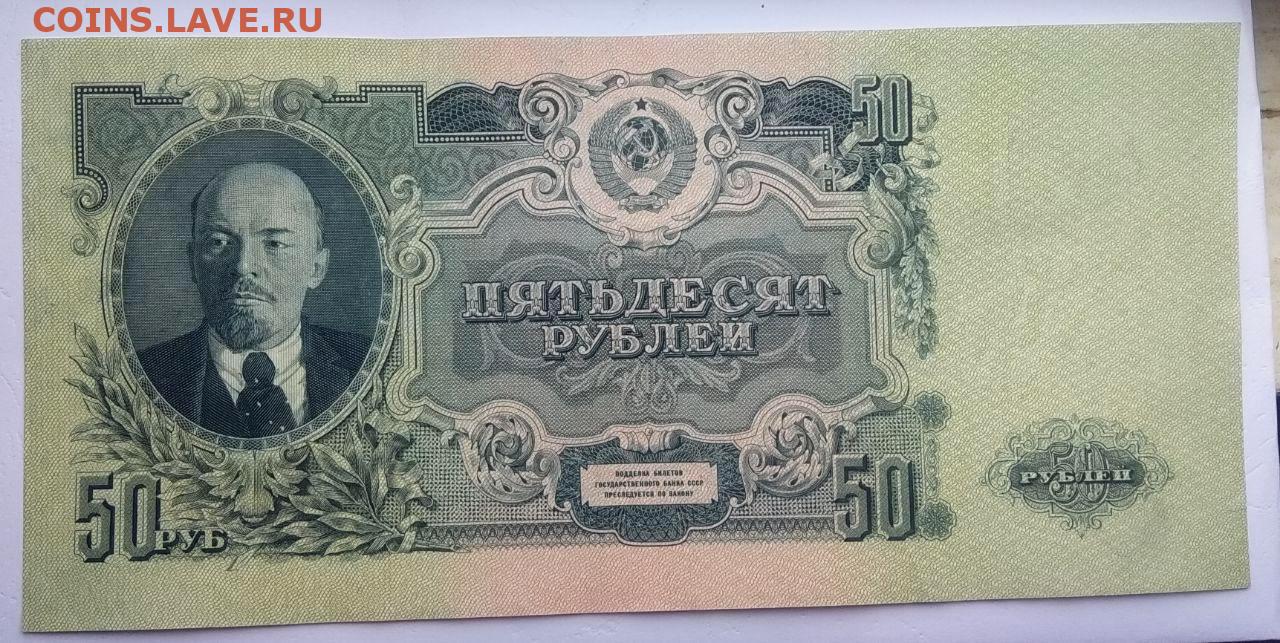 COINS.LAVE.RU
50
ПЯТЬДЕСЯТ
РУБЛЕЙ
ПОДДЕЛКА БИЛЕТОВ
ГОСУДАРСТВЕННОГО БАНКА СССР
ПРЕСЛЕДУЕТСЯ ПО ЗАКОНУ
50 РУБ
50
50
РУБЛЕЙ